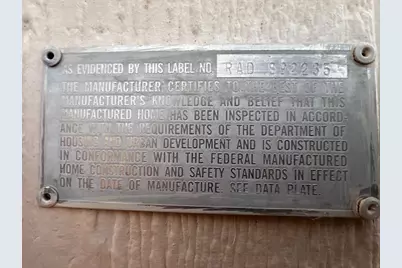 AS EVIDENCED BY THIS LABEL NO. RAD
THE MANUFACTURER CERTIFIES TO THE BEST OF THE
MANUFACTURER'S KNOWLEDGE AND BELIEF THAT THIS
MANUFACTURED HOME HAS BEEN INSPECTED IN ACCORD-
ANCE WITH THE REQUIREMENTS OF THE DEPARTMENT OF
HOUSING AND URBAN DEVELOPMENT AND IS CONSTRUCTED
IN CONFORMANCE WITH THE FEDERAL MANUFACTURED
HOME CONSTRUCTION AND SAFETY STANDARDS IN EFFECT
ON THE DATE OF MANUFACTURE. SEE DATA PLATE.